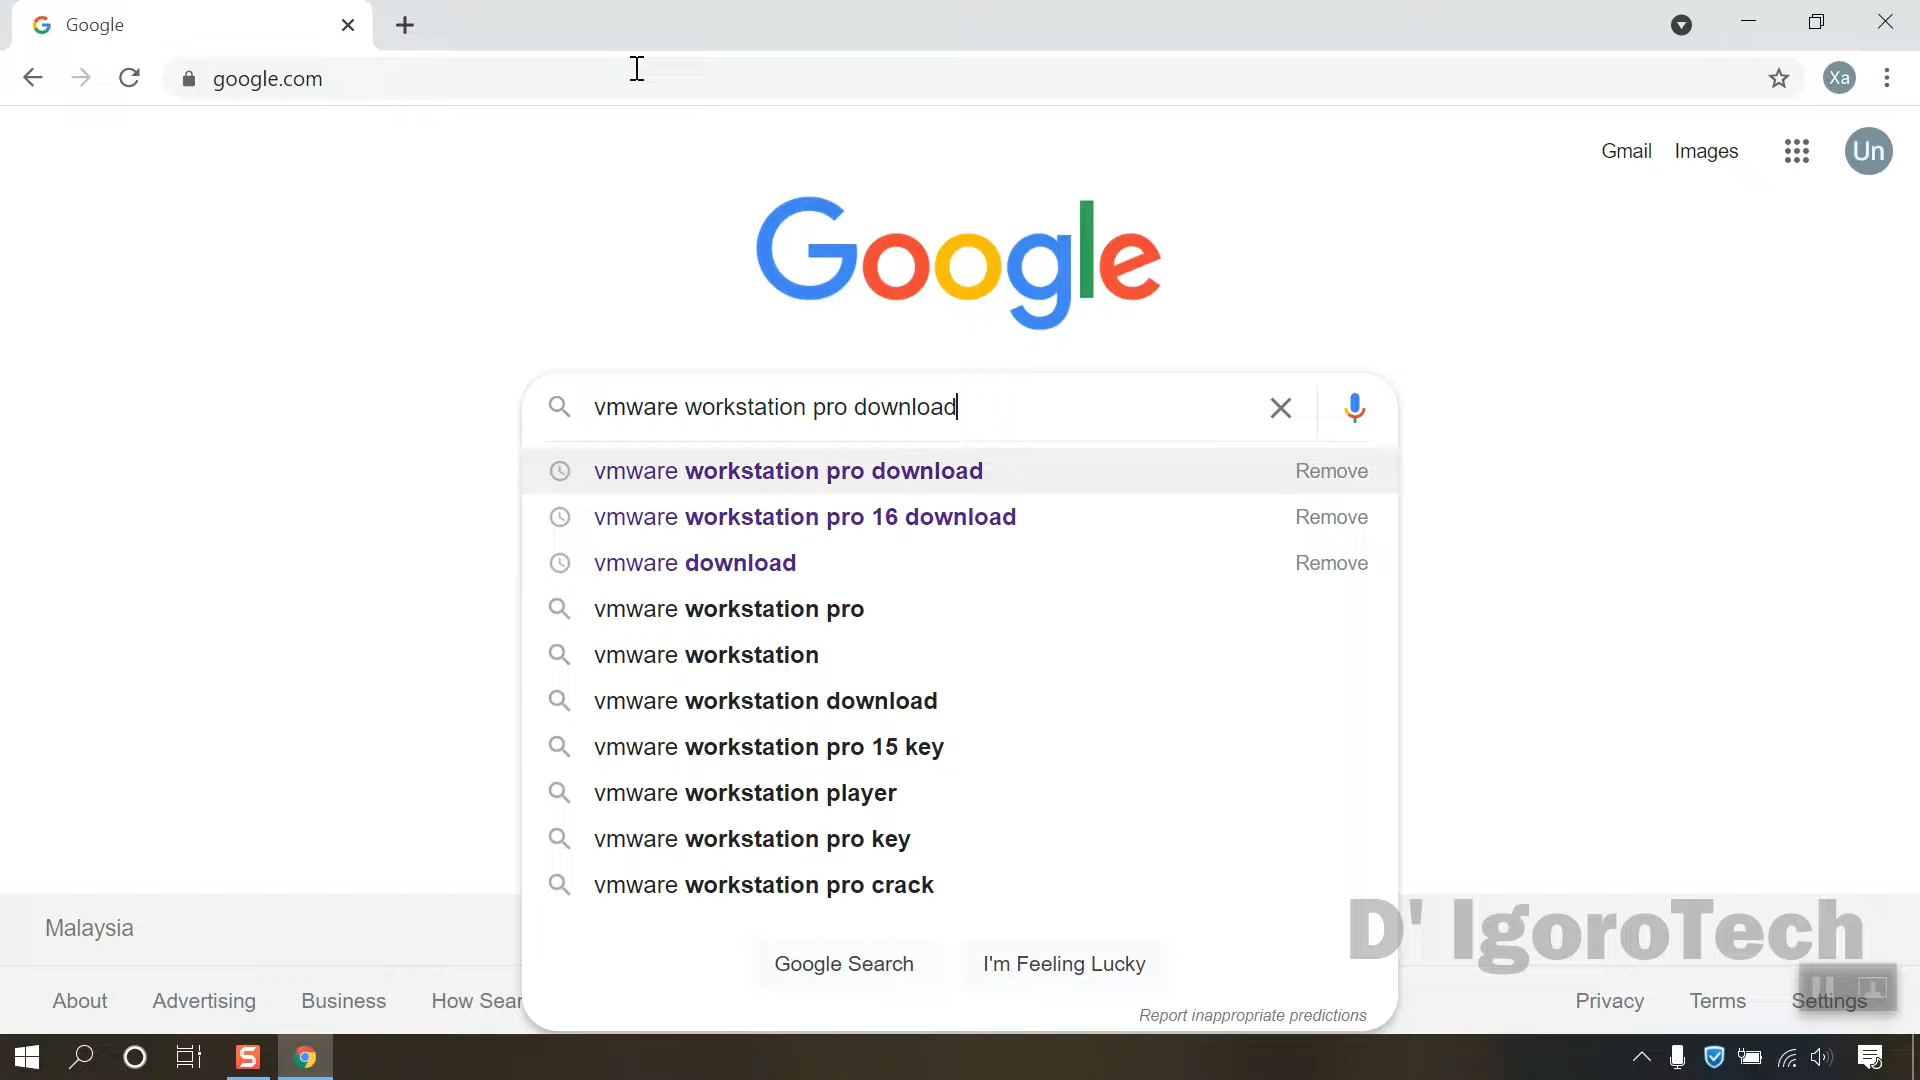 Google
google.com
Xa
Gmail Images
Un
Google
vmware workstation pro download
vmware workstation pro download Remove
vmware workstation pro 16 download Remove
vmware download Remove
vmware workstation pro
vmware workstation
vmware workstation download
vmware workstation pro 15 key
vmware workstation player
vmware workstation pro key
vmware workstation pro crack
D' IgoroTech
Malaysia
Google Search I'm Feeling Lucky
About Advertising Business How Sear Privacy Terms Settings
Report inappropriate predictions